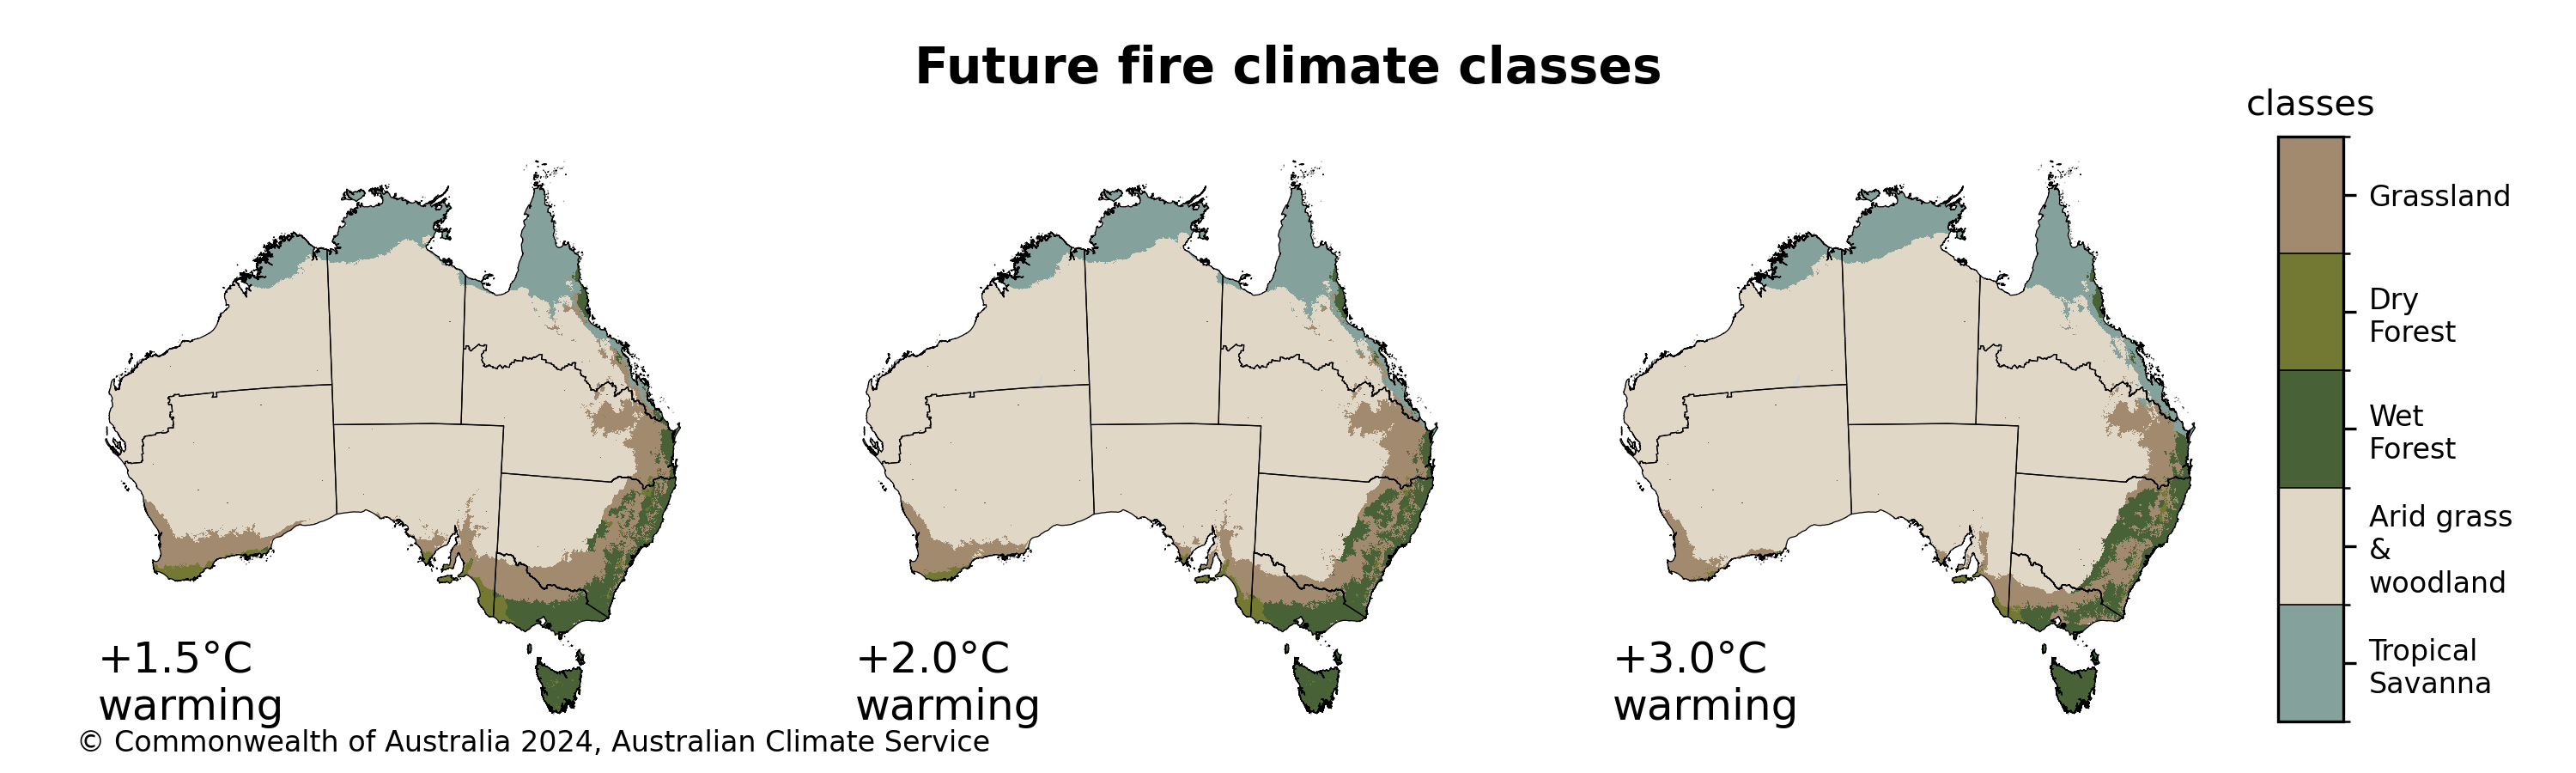 Future fire climate classes
classes
Grassland
Dry
Forest
Wet
Forest
Arid grass
&
woodland
Tropical
Savanna
+1.5°C
warming
+2.0°C
warming
+3.0°C
warming
© Commonwealth of Australia 2024, Australian Climate Service